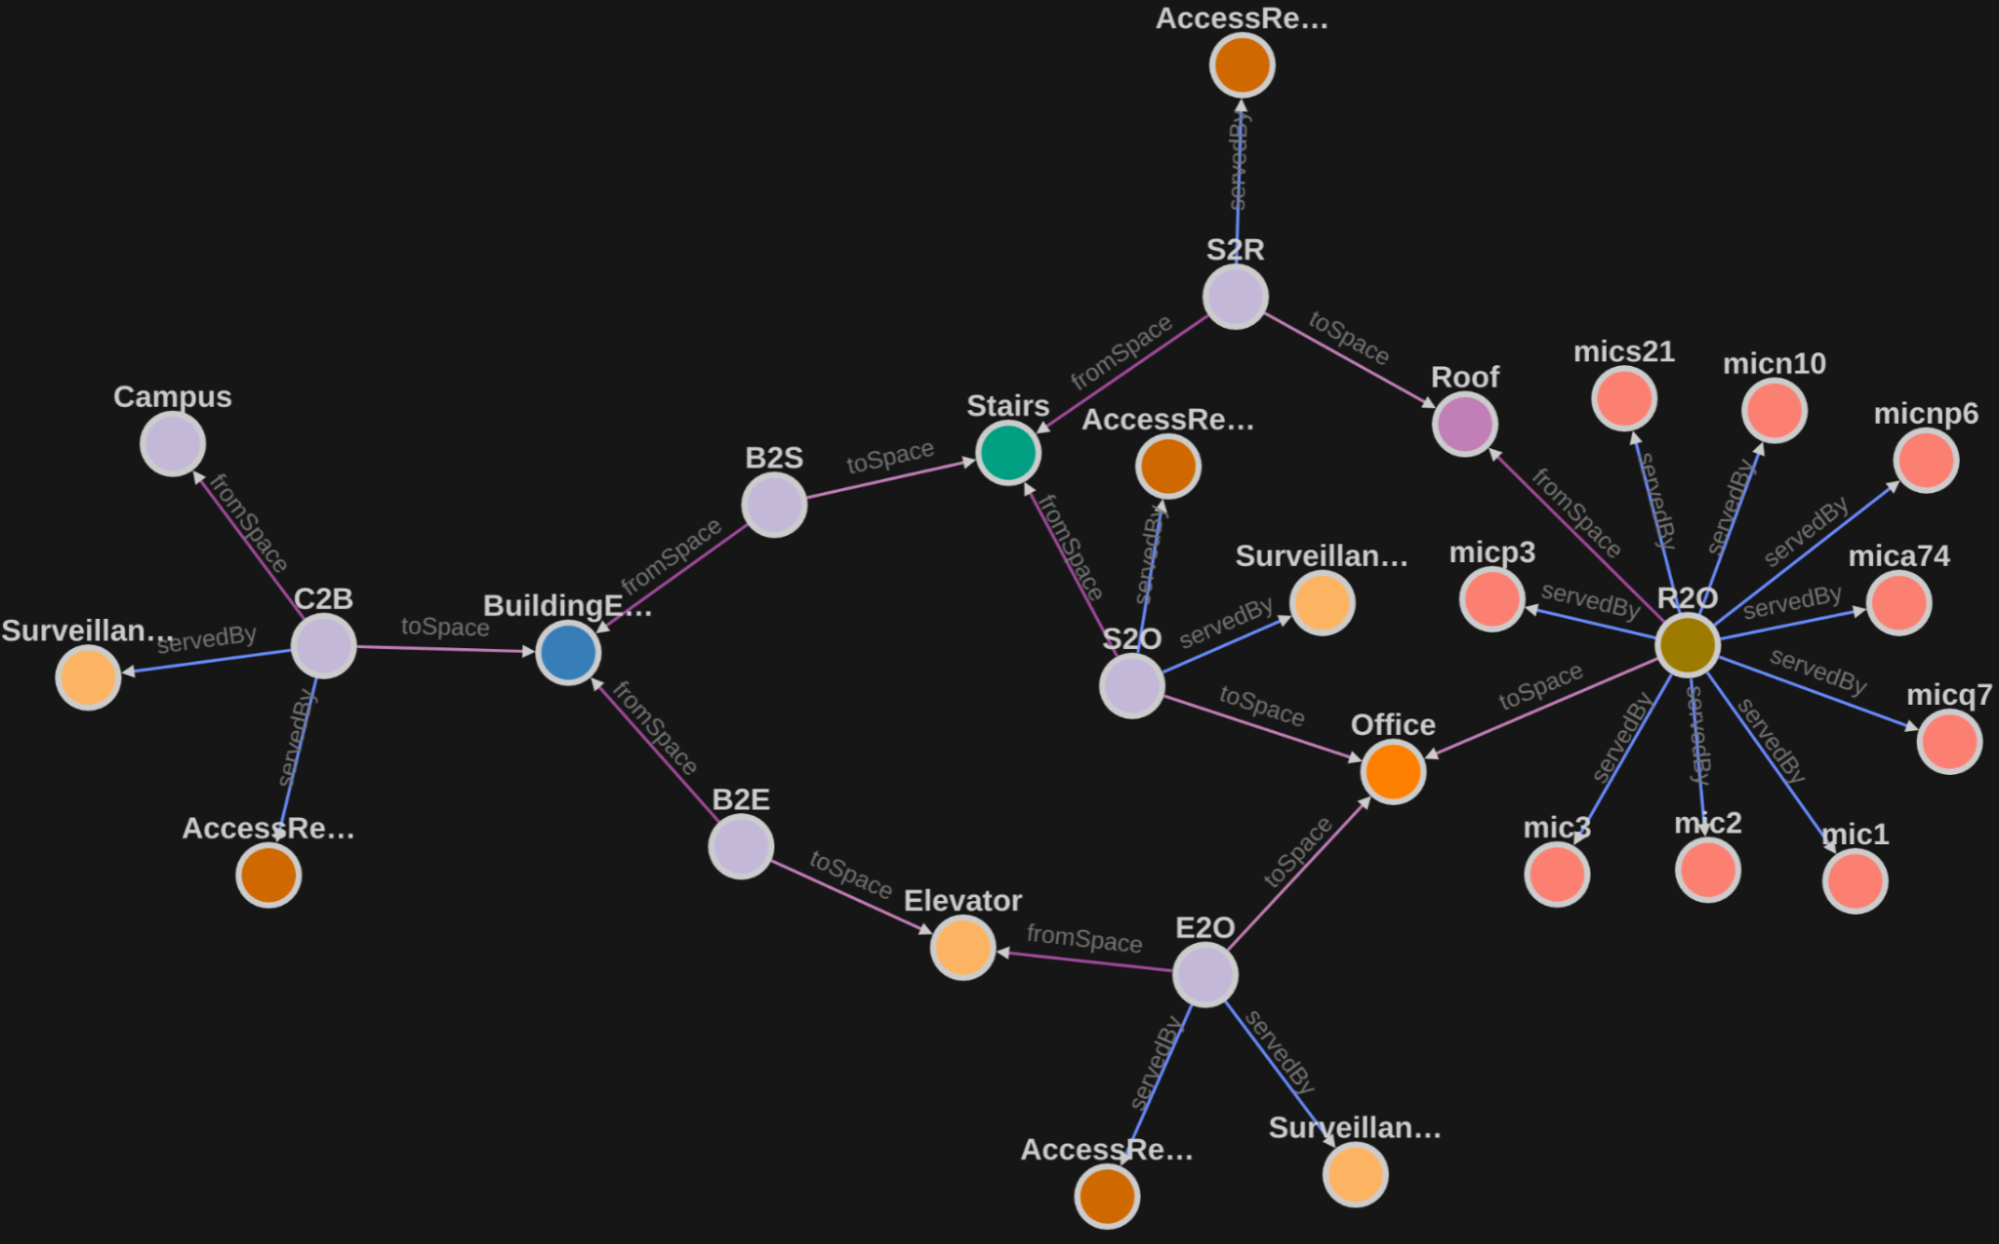 AccessRe...
servedBy
S2R
fromSpace
toSpace
Stairs
Roof
mics21
micn10
micnp6
Campus
B2S
toSpace
AccessRe...
fromSpace
fromSpace
servedBy
fromSpace
servedBy
servedBy
servedBy
fromSpace
Surveillan...
micp3
mica74
C2B
BuildingE...
servedBy
servedBy
R2O
Surveillan...
servedBy
toSpace
S2O
servedBy
servedBy
micq7
servedBy
fromSpace
toSpace
toSpace
Office
servedBy
servedBy
servedBy
B2E
AccessRe...
mic3
mic2
mic1
toSpace
toSpace
Elevator
fromSpace
E2O
servedBy
servedBy
AccessRe...
Surveillan...